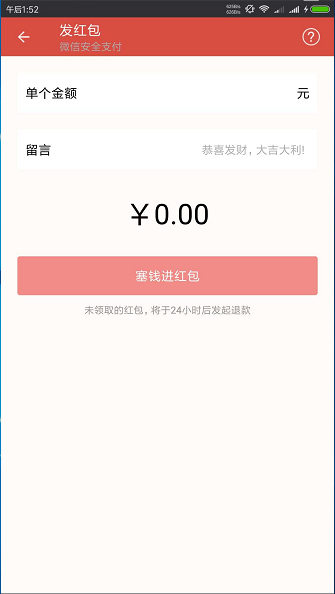 午后1:52
625B/s
636B/s
发红包
微信安全支付
?
单个金额 元
留言 恭喜发财，大吉大利!
￥0.00
塞钱进红包
未领取的红包，将于24小时后发起退款